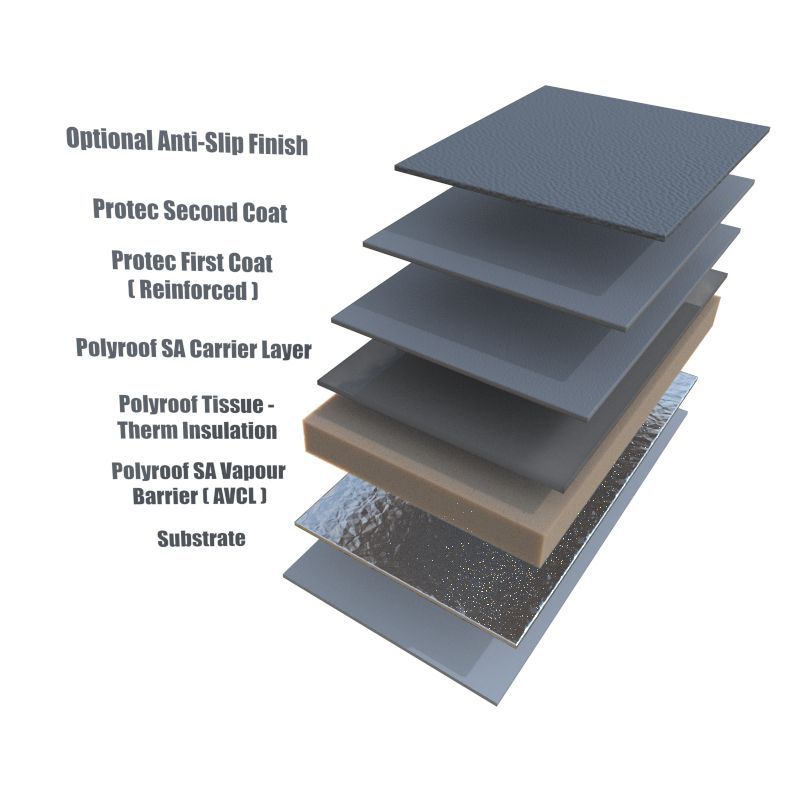 Optional Anti-Slip Finish
Protec Second Coat
Protec First Coat
( Reinforced )
Polyroof SA Carrier Layer
Polyroof Tissue -
Therm Insulation
Polyroof SA Vapour
Barrier ( AVCL )
Substrate